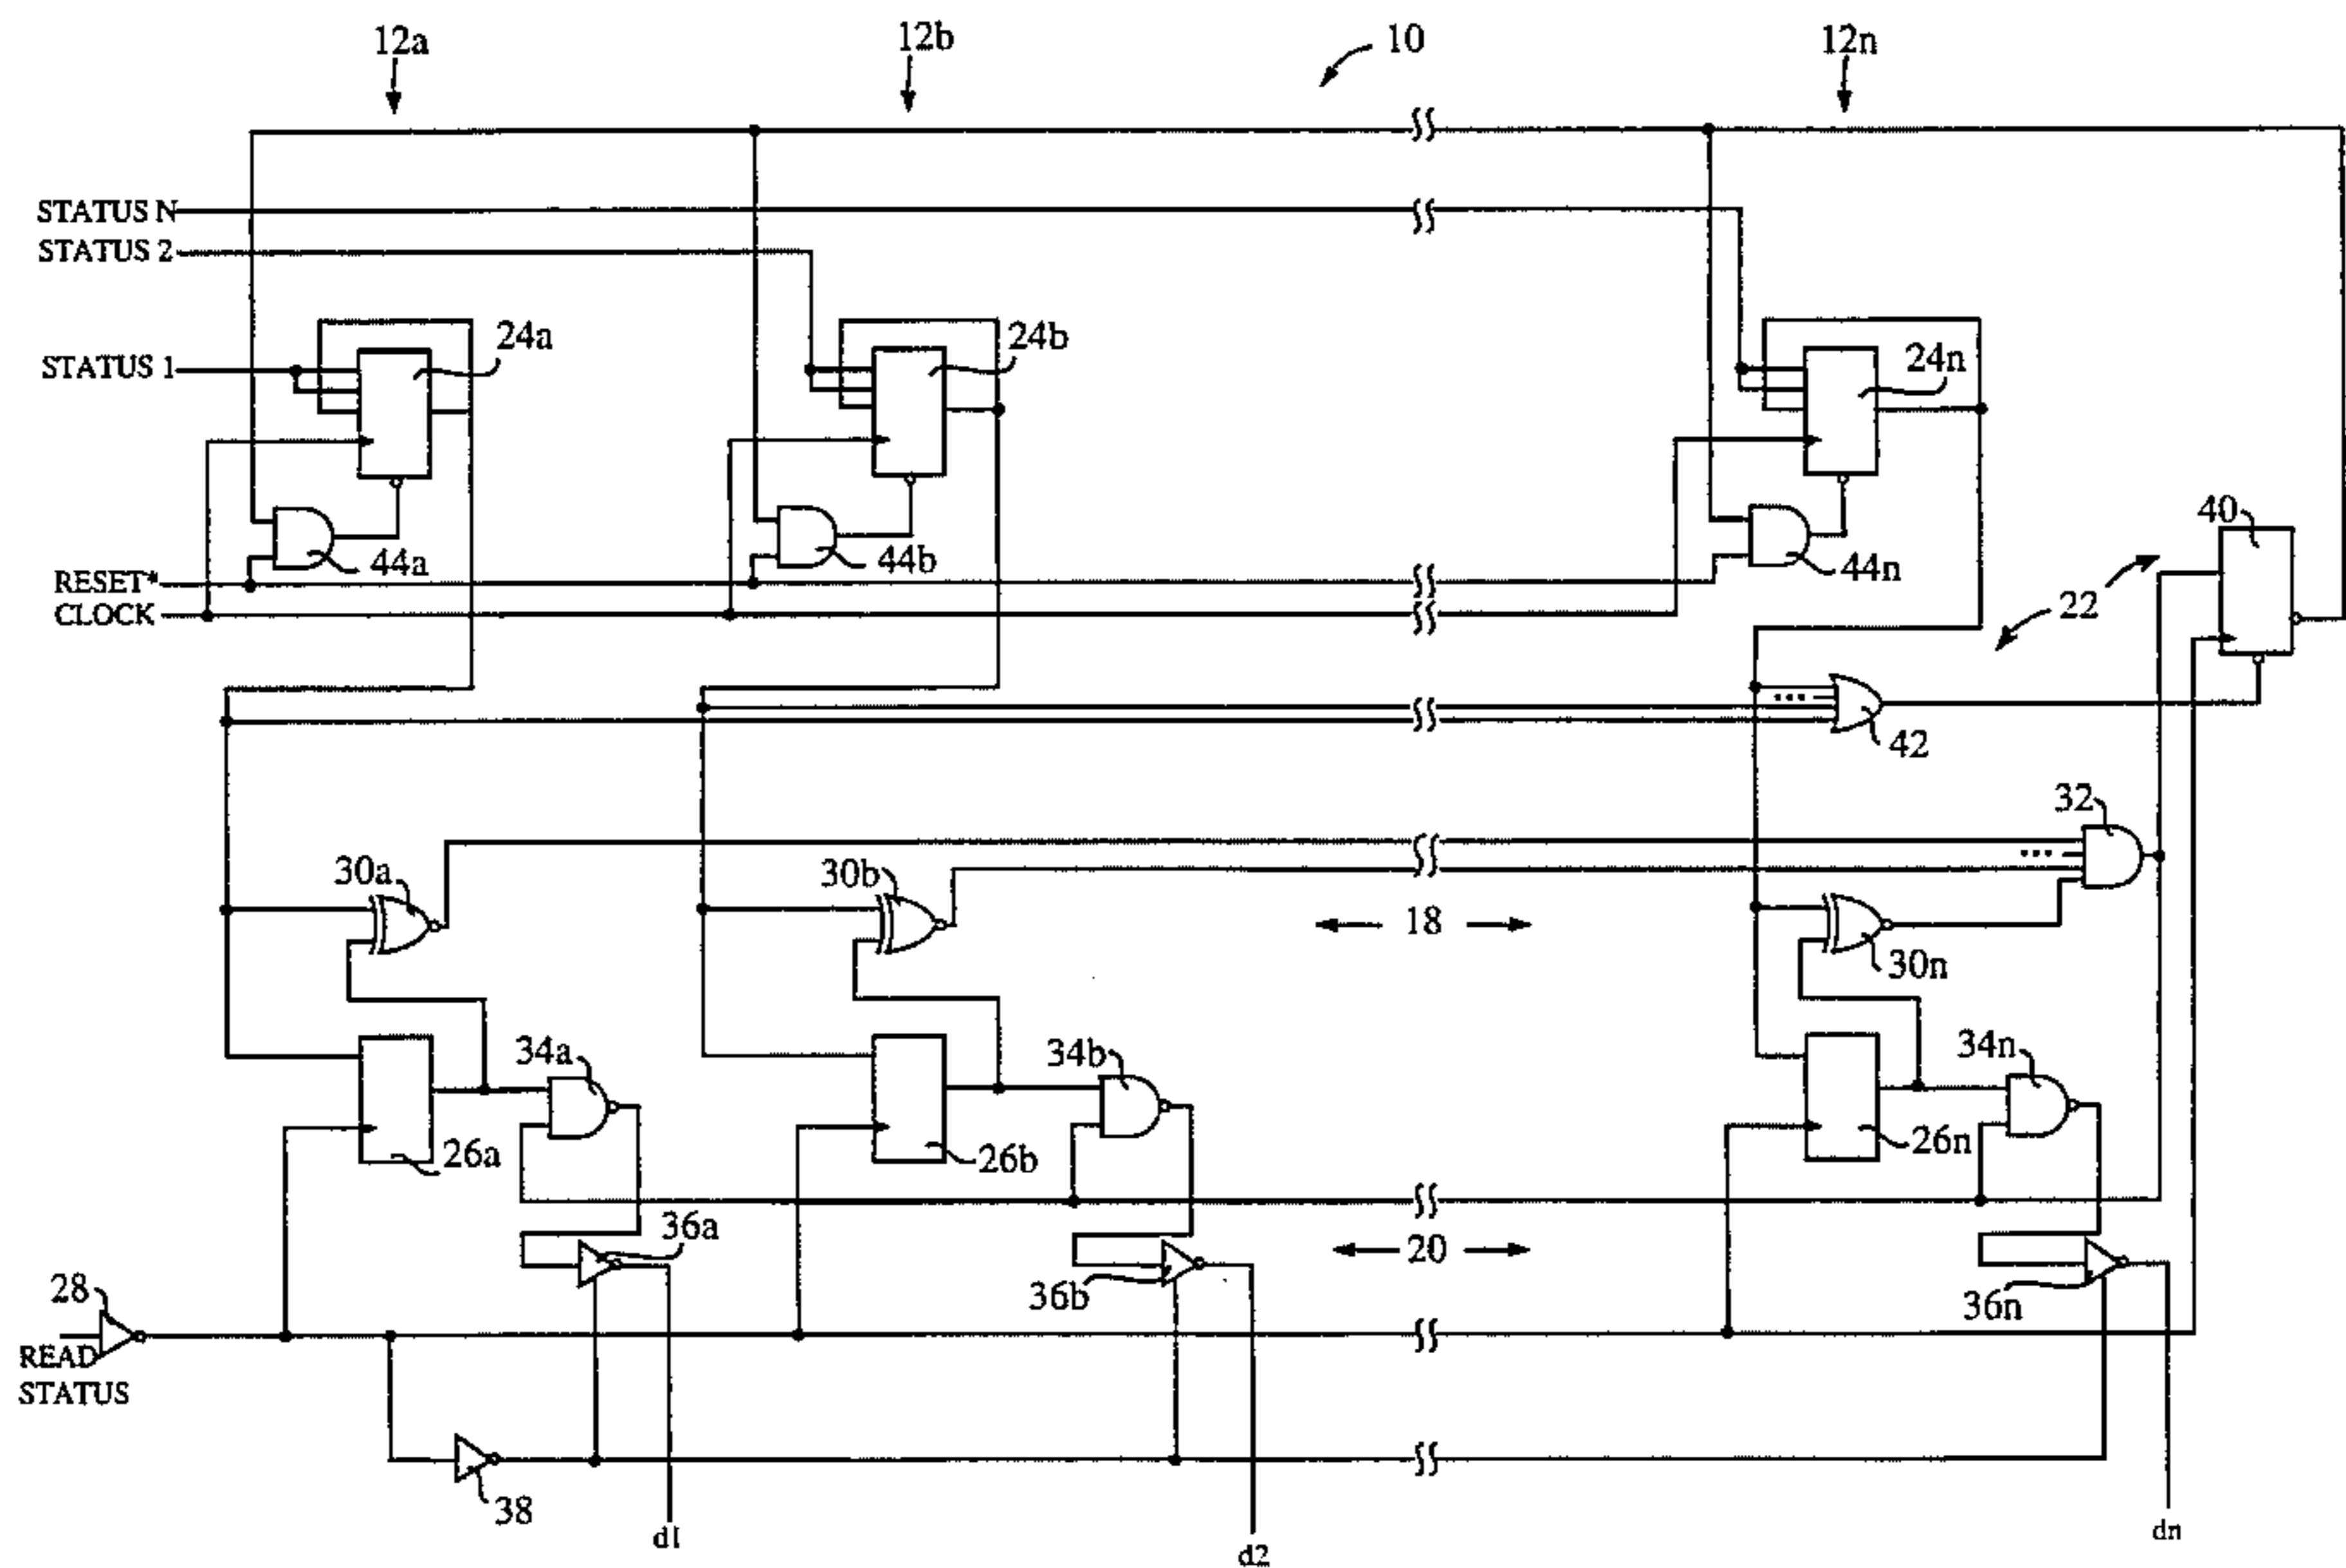 12a 12b 10 12n
STATUS N
STATUS 2
STATUS 1 24a 24b 24n
40
44a 44b 44n
RESET*
CLOCK 22
42
32
30a 30b 18 30n
34a 34b 34n
26a 26b 26n
36a 20
28 36b 36n
READ
STATUS
38
d1 d2 dn